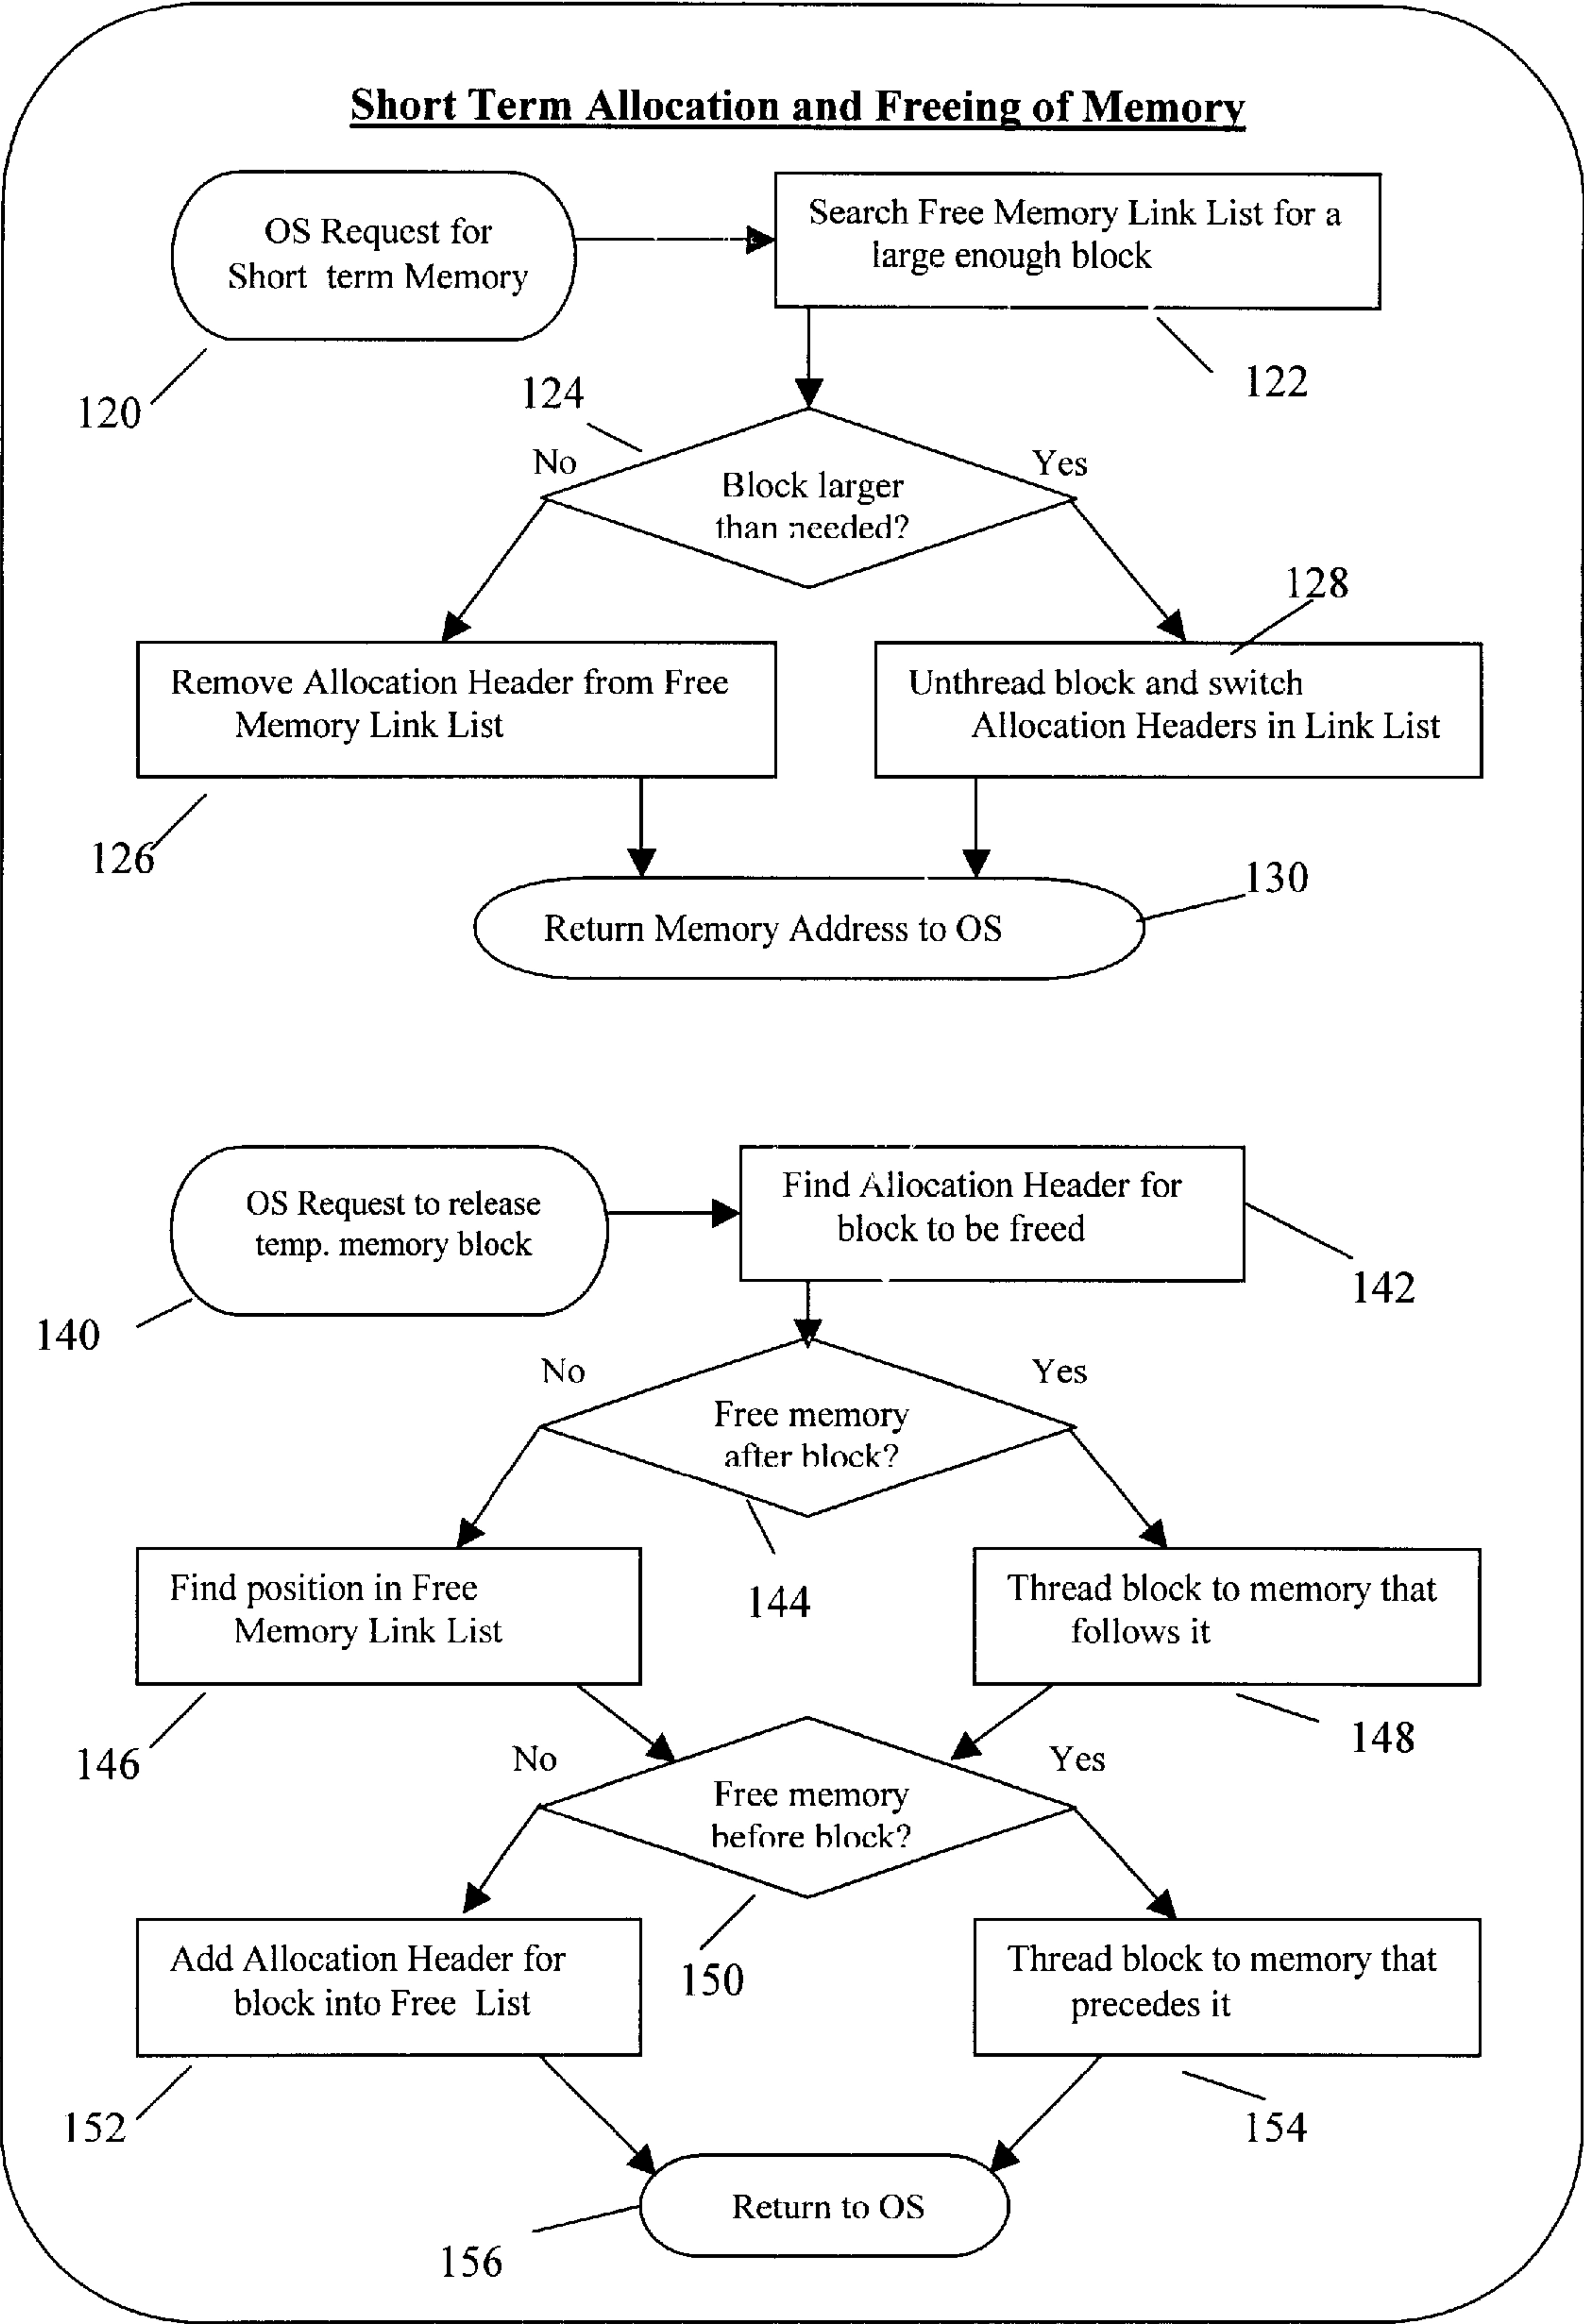 Short Term Allocation and Freeing of Memory
OS Request for
Short term Memory
Search Free Memory Link List for a
large enough block
120
122
124
No
Yes
Block larger
than needed?
128
Remove Allocation Header from Free
Memory Link List
Unthread block and switch
Allocation Headers in Link List
126
130
Return Memory Address to OS
OS Request to release
temp. memory block
Find Allocation Header for
block to be freed
140
142
No
Yes
Free memory
after block?
144
Find position in Free
Memory Link List
Thread block to memory that
follows it
146
148
No
Yes
Free memory
before block?
150
Add Allocation Header for
block into Free List
Thread block to memory that
precedes it
152
154
Return to OS
156